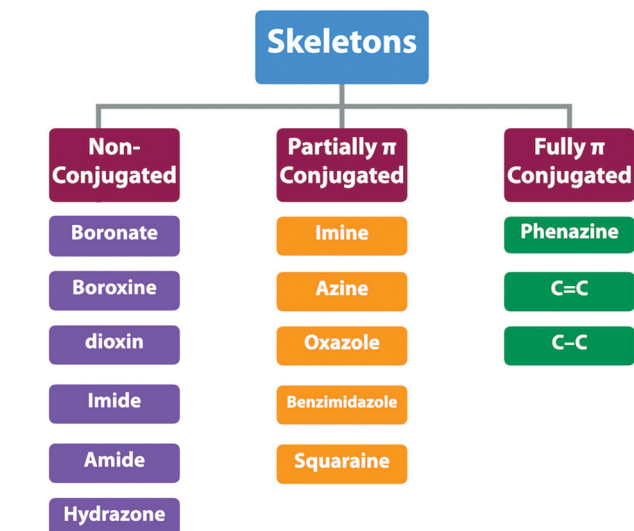 Skeletons
Non-
Conjugated
Boronate
Boroxine
dioxin
Imide
Amide
Hydrazone
Partially π
Conjugated
Imine
Azine
Oxazole
Benzimidazole
Squaraine
Fully π
Conjugated
Phenazine
C=C
C–C